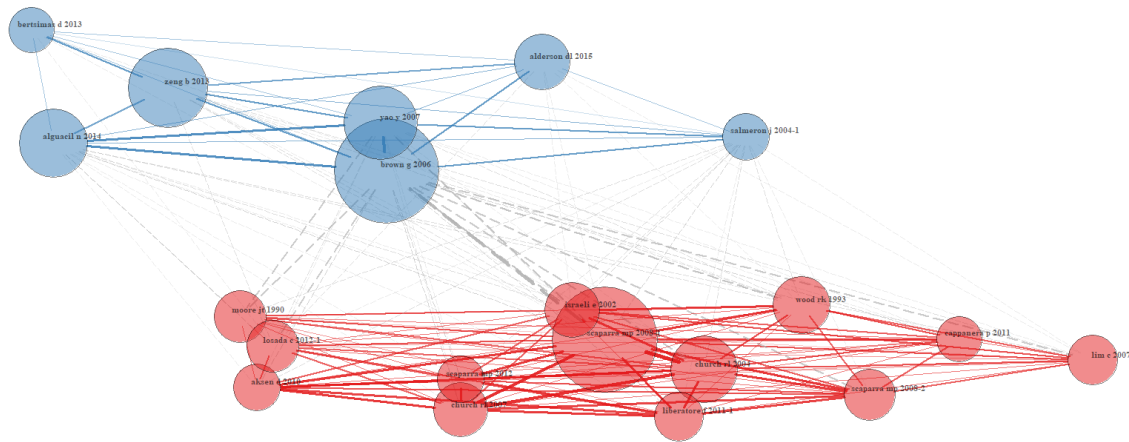 bertsimas d 2013
alderson dl 2015
zeng b 2013
yao y 2007
alguacil n 2014
salmeron j 2004-1
brown g 2006
wood rk 1993
israeli e 2002
moore jt 1990
scaparra mp 2008-1
cappanera p 2011
losada c 2012-1
lim c 2007
church rl 2004
scaparra mp 2012
aksen d 2010
scaparra mp 2008-2
church rl 2007
liberatore f 2011-1